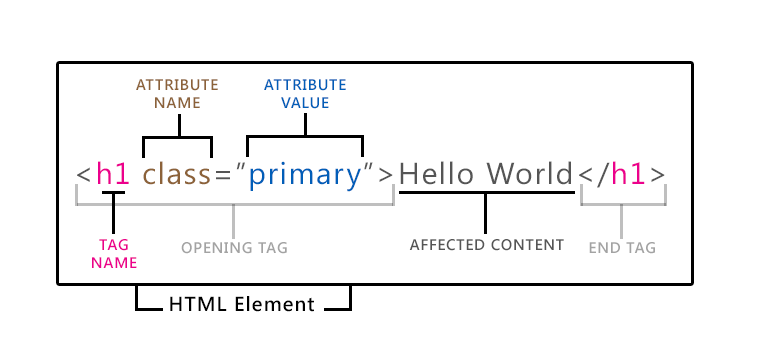 ATTRIBUTE NAME
ATTRIBUTE VALUE
<h1 class="primary">Hello World</h1>
TAG NAME
OPENING TAG
AFFECTED CONTENT
END TAG
HTML Element